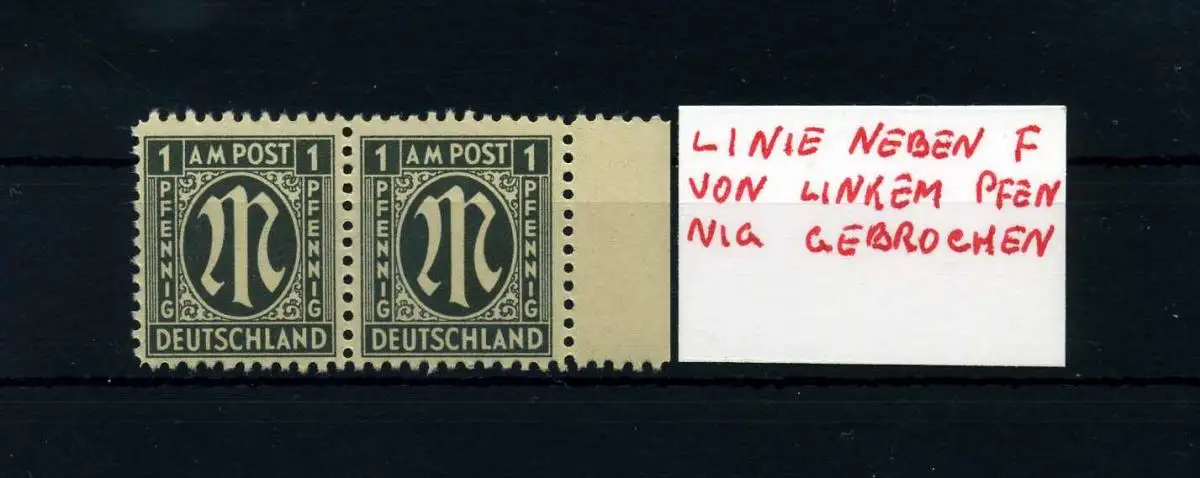 1 AM POST 1
PFENNIG
M
PFENNIG
DEUTSCHLAND
1 AM POST 1
PFENNIG
M
PFENNIG
DEUTSCHLAND
LINIE NEBEN F
VON LINKEM PFEN
NIG GEBROCHEN